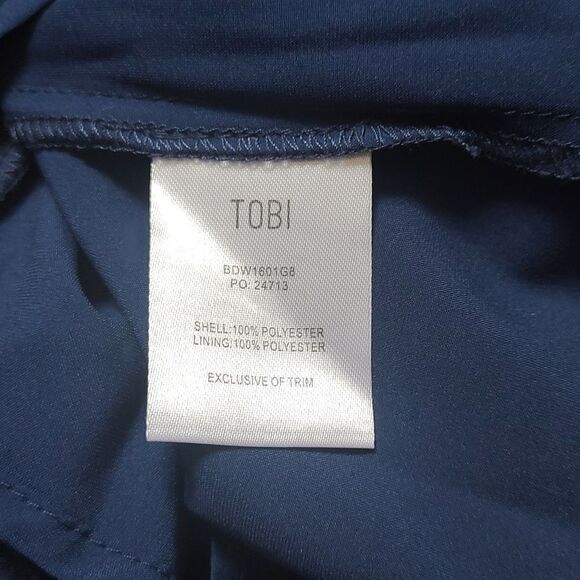 TOBI
BDW1601G8
PO: 24713
SHELL:100% POLYESTER
LINING:100% POLYESTER
EXCLUSIVE OF TRIM